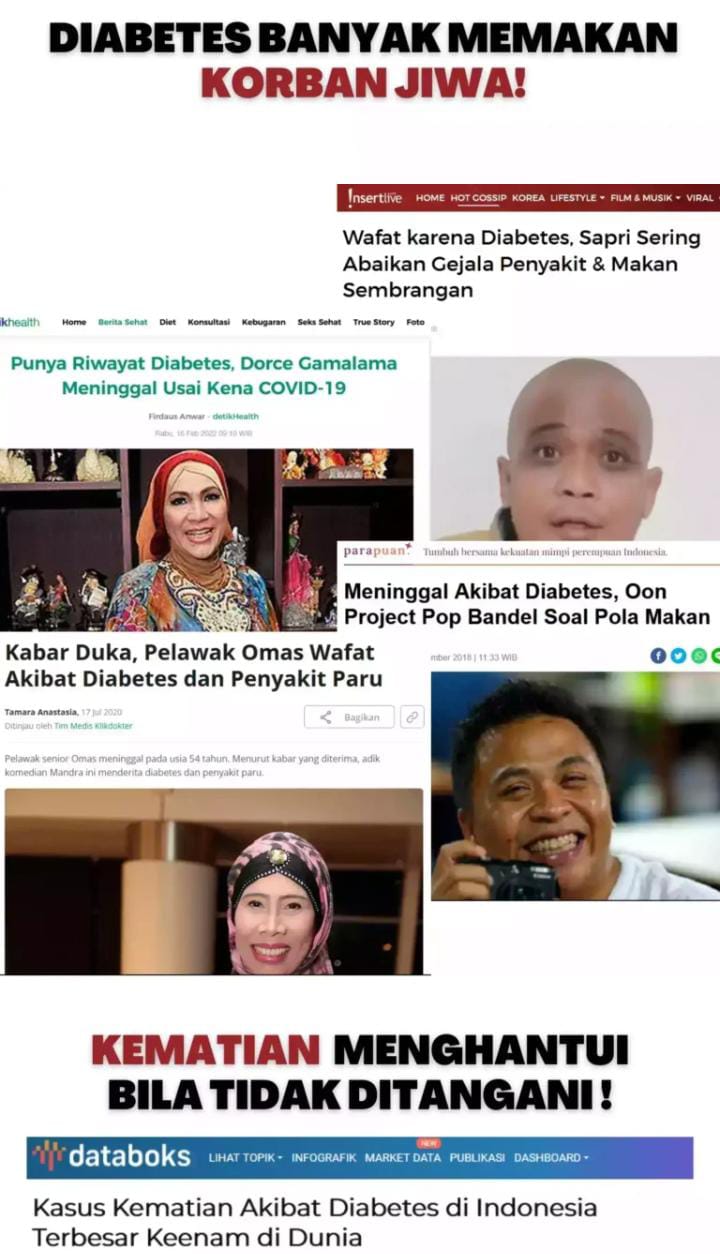 DIABETES BANYAK MEMAKAN
KORBAN JIWA!
Insertlive HOME HOT GOSSIP KOREA LIFESTYLE FILM & MUSIK VIRAL
Wafat karena Diabetes, Sapri Sering
Abaikan Gejala Penyakit & Makan
Sembrangan
ikhealth Home Berita Sehat Diet Konsultasi Kebugaran Seks Sehat True Story Foto
Punya Riwayat Diabetes, Dorce Gamalama
Meninggal Usai Kena COVID-19
Firdaus Anwar - detikHealth
Rabu, 16 Feb 2022 09:10 WIB
parapuan. Tumbuh bersama kekuatan mimpi perempuan Indonesia.
Meninggal Akibat Diabetes, Oon
Project Pop Bandel Soal Pola Makan
mber 2018 | 11:33 WIB
Kabar Duka, Pelawak Omas Wafat
Akibat Diabetes dan Penyakit Paru
Tamara Anastasia, 17 Jul 2020
Ditinjau oleh Tim Medis Klikdokter
Bagikan
Pelawak senior Omas meninggal pada usia 54 tahun. Menurut kabar yang diterima, adik
komedian Mandra ini menderita diabetes dan penyakit paru.
KEMATIAN MENGHANTUI
BILA TIDAK DITANGANI !
NEW
databoks LIHAT TOPIK INFOGRAFIK MARKET DATA PUBLIKASI DASHBOARD
Kasus Kematian Akibat Diabetes di Indonesia
Terbesar Keenam di Dunia